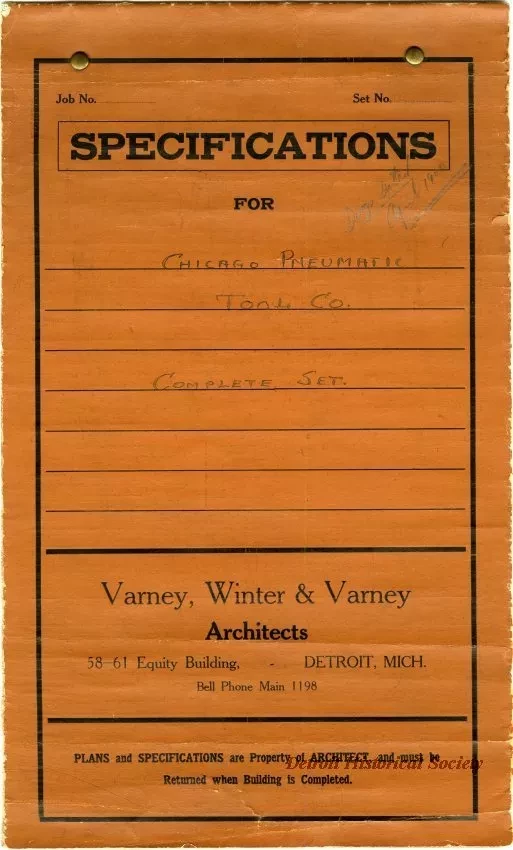 Job No.
Set No.
SPECIFICATIONS
FOR
CHICAGO PNEUMATIC
TOOL CO.
COMPLETE SET.
Varney, Winter & Varney
Architects
58-61 Equity Building, - DETROIT, MICH.
Bell Phone Main 1198
PLANS and SPECIFICATIONS are Property of ARCHITECT, and must be
Returned when Building is Completed.
Detroit Historical Society